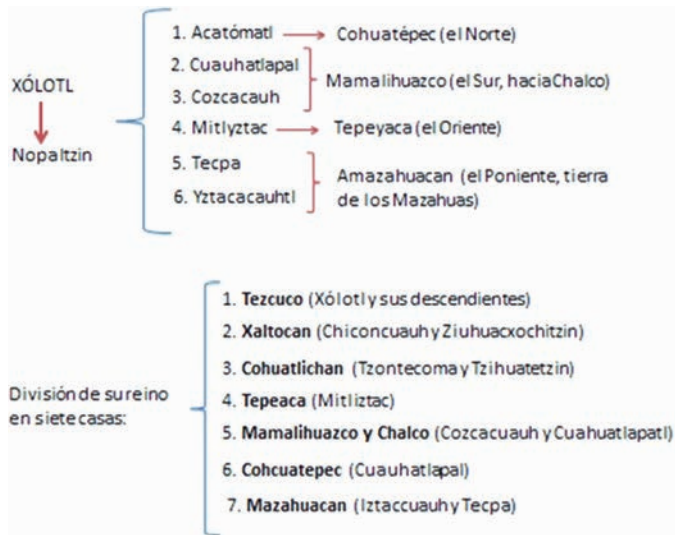 XÓLOTL
Nopaltzin
1. Acatómatl
2. Cuauhatlapal
3. Cozcacauh
4. Mitlyztac
5. Tecpa
6. Yztacacauhtl
Cohuatépec (el Norte)
Mamalihuazco (el Sur, hacia Chalco)
Tepeyaca (el Oriente)
Amazahuacan (el Poniente, tierra
de los Mazahuas)
División de su reino
en siete casas:
1. Tezcuco (Xólotl y sus descendientes)
2. Xaltocan (Chiconcuauh y Ziuhuacxochitzin)
3. Cohuatlichan (Tzontecoma y Tzihuatetzin)
4. Tepeaca (Mitliztac)
5. Mamalihuazco y Chalco (Cozcacuauh y Cuahuatlapatl)
6. Cohcuatepec (Cuauhatlapal)
7. Mazahuacan (Iztaccuauh y Tecpa)